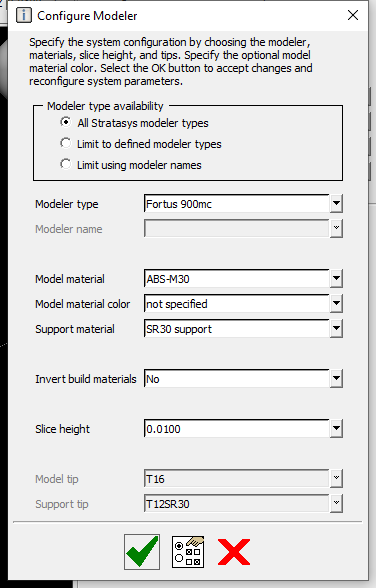 Configure Modeler
Specify the system configuration by choosing the modeler,
materials, slice height, and tips. Specify the optional model
material color. Select the OK button to accept changes and
reconfigure system parameters.
Modeler type availability
All Stratasys modeler types
Limit to defined modeler types
Limit using modeler names
Modeler type Fortus 900mc
Modeler name
Model material ABS-M30
Model material color not specified
Support material SR30 support
Invert build materials No
Slice height 0.0100
Model tip T16
Support tip T12SR30